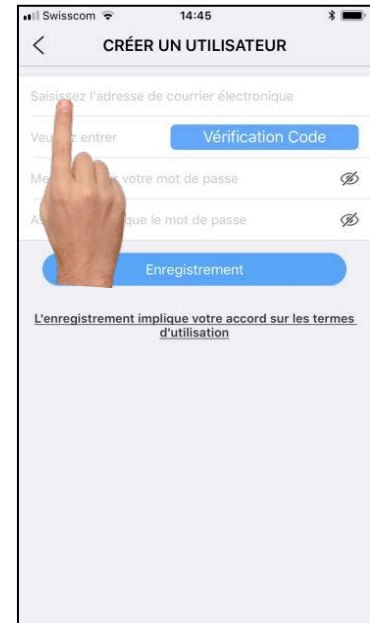 Swisscom 14:45
CRÉER UN UTILISATEUR
Saisissez l'adresse de courrier électronique
entrer
Vérification Code
votre mot de passe
que le mot de passe
Enregistrement
L'enregistrement implique votre accord sur les termes
d'utilisation